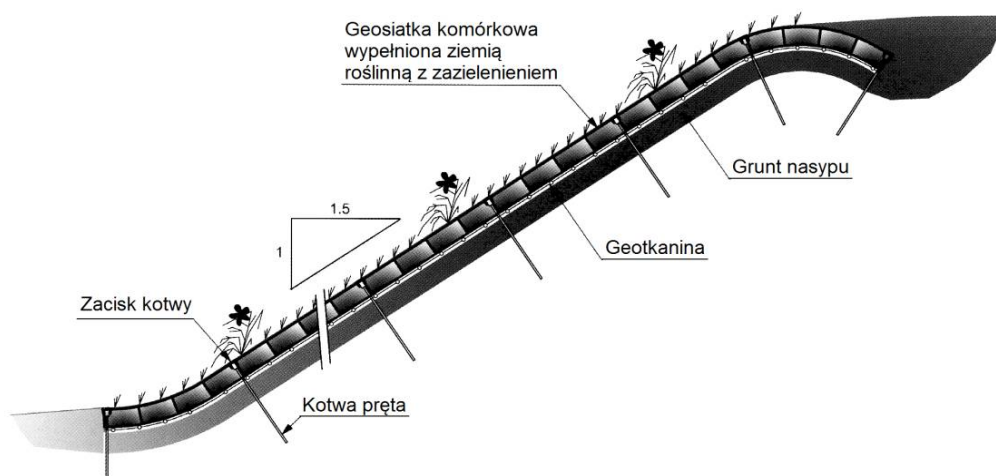 Geosiatka komórkowa
wypełniona ziemią
roślinną z zazielenieniem
Grunt nasypu
1.5
1
Geotkanina
Zacisk kotwy
Kotwa pręta